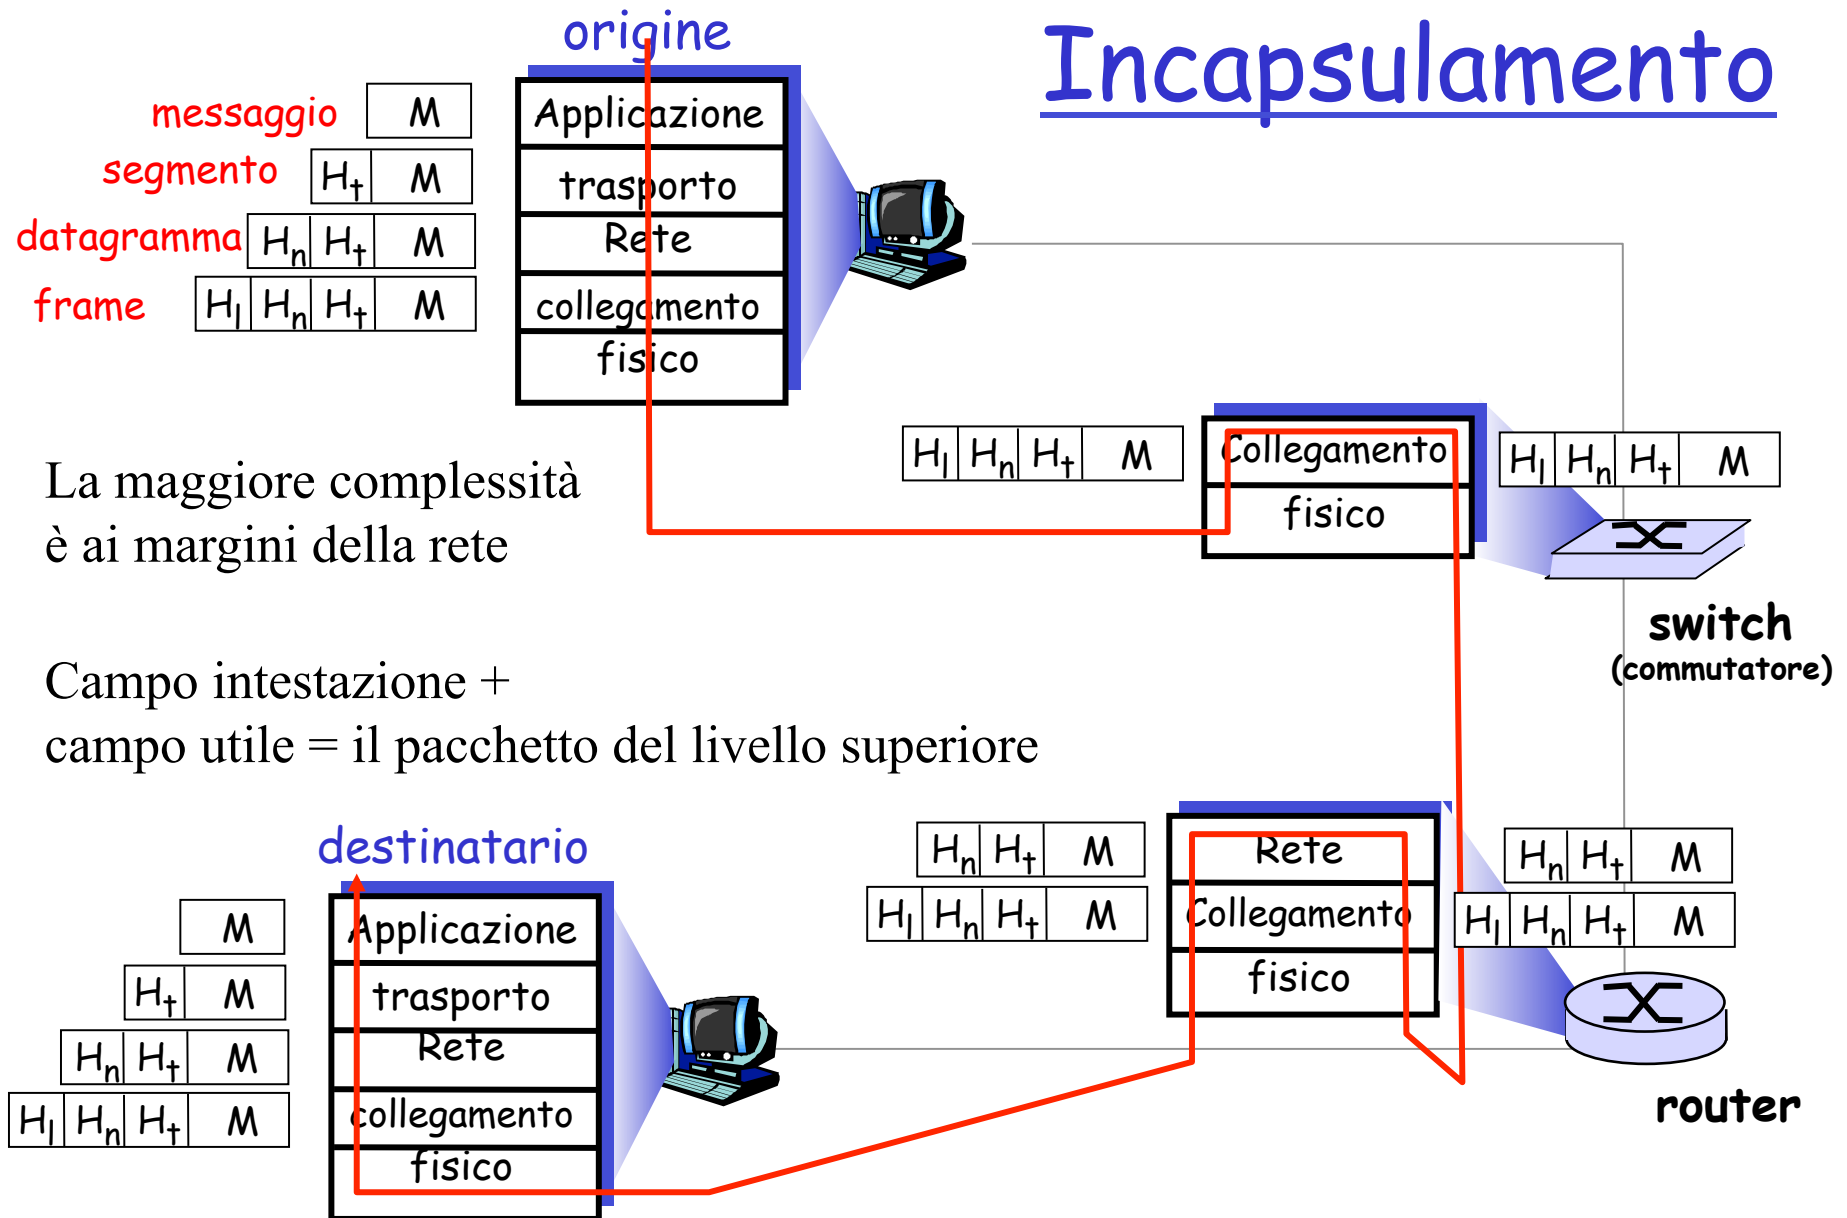 origine
Incapsulamento
messaggio M
segmento Ht M
datagramma Hn Ht M
frame Hl Hn Ht M
Applicazione
trasporto
Rete
collegamento
fisico
Hl Hn Ht M
Collegamento
fisico
Hl Hn Ht M
switch
(commutatore)
La maggiore complessità
è ai margini della rete
Campo intestazione +
campo utile = il pacchetto del livello superiore
Hn Ht M
Hl Hn Ht M
Rete
Collegamento
fisico
Hn Ht M
Hl Hn Ht M
router
destinatario
M
Ht M
Hn Ht M
Hl Hn Ht M
Applicazione
trasporto
Rete
collegamento
fisico